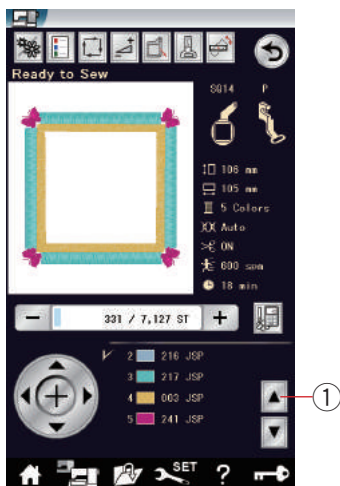 Ready to Sew
SQ14 P
106 mm
105 mm
5 Colors
Auto
ON
600 spm
18 min
− 331 / 7,127 ST +
2 216 JSP
3 217 JSP
4 003 JSP
5 241 JSP
1
SET ?